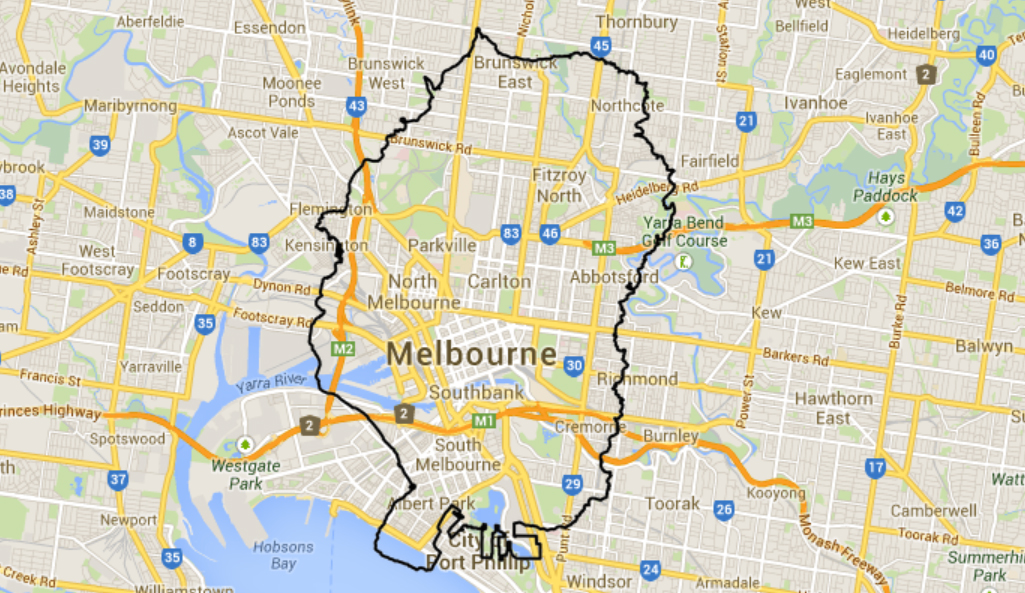 Aberfeldie
Essendon
Thornbury
Bellfield
West
Heidelberg
Brunswick
West
Brunswick
East
45
40
Avondale
Heights
Moonee
Ponds
Eaglemont
2
Station St
Maribyrnong
43
Northcote
Ivanhoe
Bulleen Rd
39
Ascot Vale
Brunswick Rd
21
Ivanhoe
East
Fairfield
Fitzroy
North
Heidelberg Rd
Hays
Paddock
38
Ashley St
Maidstone
Flemington
Yarra Bend
Golf Course
M3
42
8
83
Kensington
Parkville
83
46
M3
36
West
Footscray
Footscray
Abbotsford
21
Kew East
North
Melbourne
Carlton
Dynon Rd
Belmore Rd
Seddon
35
Footscray Rd
Kew
Burke Rd
M2
Melbourne
Barkers Rd
Balwyn
Yarraville
30
Francis St
Yarra River
Southbank
Richmond
Power St
Hawthorn
East
Princes Highway
2
2
M1
Cremorne
Burnley
Spotswood
Westgate
Park
South
Melbourne
17
37
29
Kooyong
Albert Park
Toorak
26
Camberwell
Newport
Hobsons
Bay
City
Port Phillip
Punt Rd
Monash Freeway
Toorak Rd
35
Summerhill
Park
24
Creek Rd
Williamstown
Windsor
Armadale